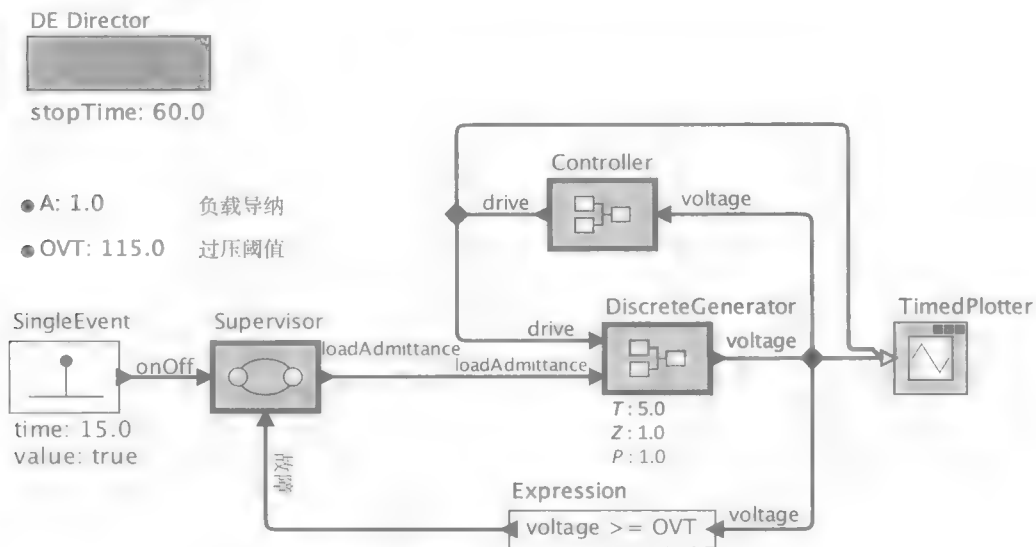 DE Director
stopTime: 60.0
A: 1.0 负载导纳
OVT: 115.0 过压阈值
Controller
drive
voltage
SingleEvent
Supervisor
DiscreteGenerator
TimedPlotter
drive
voltage
onOff
loadAdmittance
loadAdmittance
time: 15.0
value: true
T: 5.0
Z: 1.0
P: 1.0
故障
Expression
voltage >= OVT
voltage